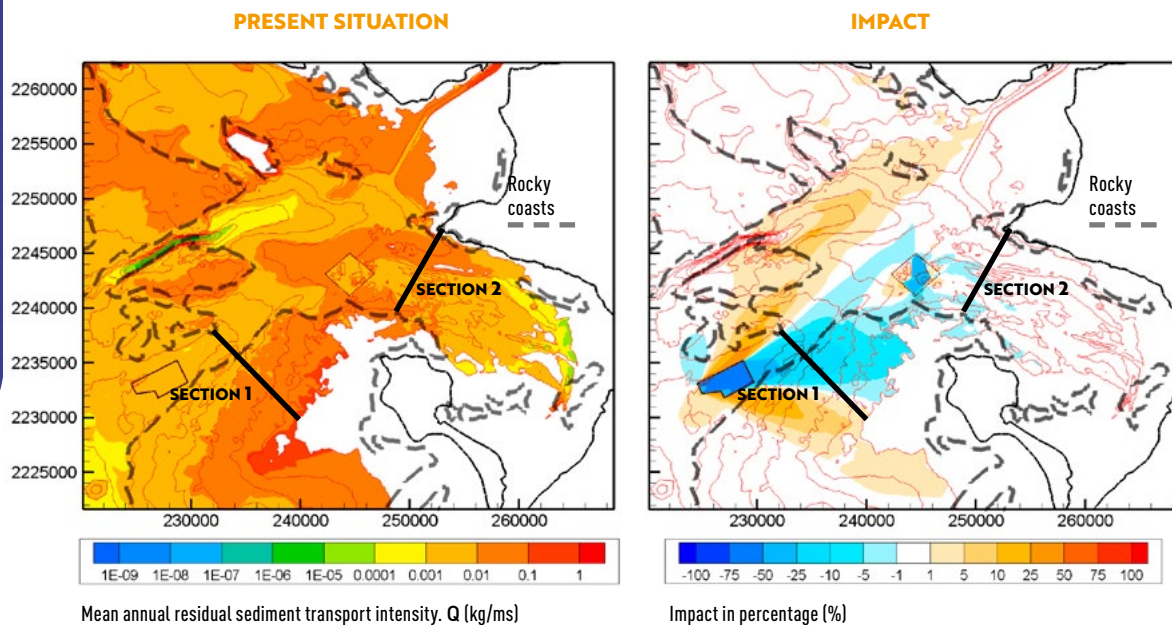 PRESENT SITUATION
IMPACT
2260000
2255000
2250000
2245000
2240000
2235000
2230000
2225000
Rocky
coasts
SECTION 2
SECTION 1
230000 240000 250000 260000
Rocky
coasts
SECTION 2
SECTION 1
230000 240000 250000 260000
1E-09 1E-08 1E-07 1E-06 1E-05 0.0001 0.001 0.01 0.1 1
-100 -75 -50 -25 -10 -5 -1 1 5 10 25 50 75 100
Mean annual residual sediment transport intensity. Q (kg/ms)
Impact in percentage (%)